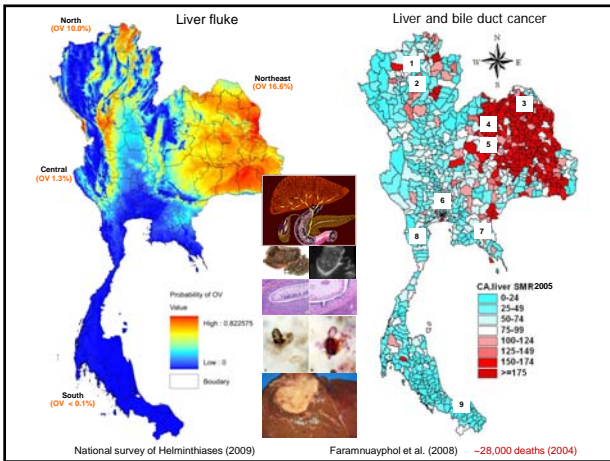 Liver fluke
North
(OV 10.0%)
Northeast
(OV 16.6%)
Central
(OV 1.3%)
South
(OV < 0.1%)
Probability of OV
Value
High : 0.822575
Low : 0
Boudary
National survey of Helminthiases (2009)
Liver and bile duct cancer
N
W E
S
1
2
3
4
5
6
7
8
9
CA.liver SMR 2005
0-24
25-49
50-74
75-99
100-124
125-149
150-174
>=175
Faramnuayphol et al. (2008) ~28,000 deaths (2004)